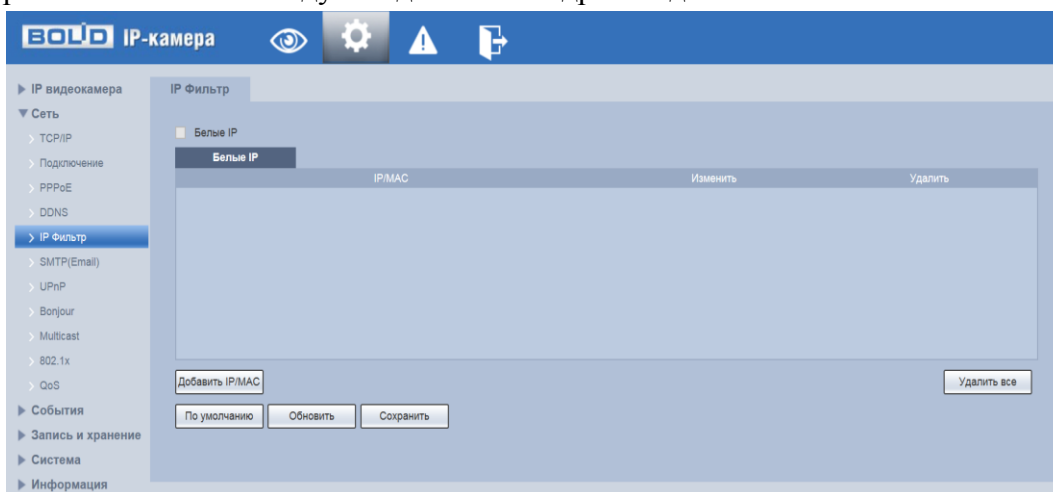 BOLID IP-камера
IP видеокамера
Сеть
TCP/IP
Подключение
PPPoE
DDNS
IP Фильтр
SMTP(Email)
UPnP
Bonjour
Multicast
802.1x
QoS
События
Запись и хранение
Система
Информация
IP Фильтр
Белые IP
Белые IP
IP/MAC Изменить Удалить
Добавить IP/MAC Удалить все
По умолчанию Обновить Сохранить